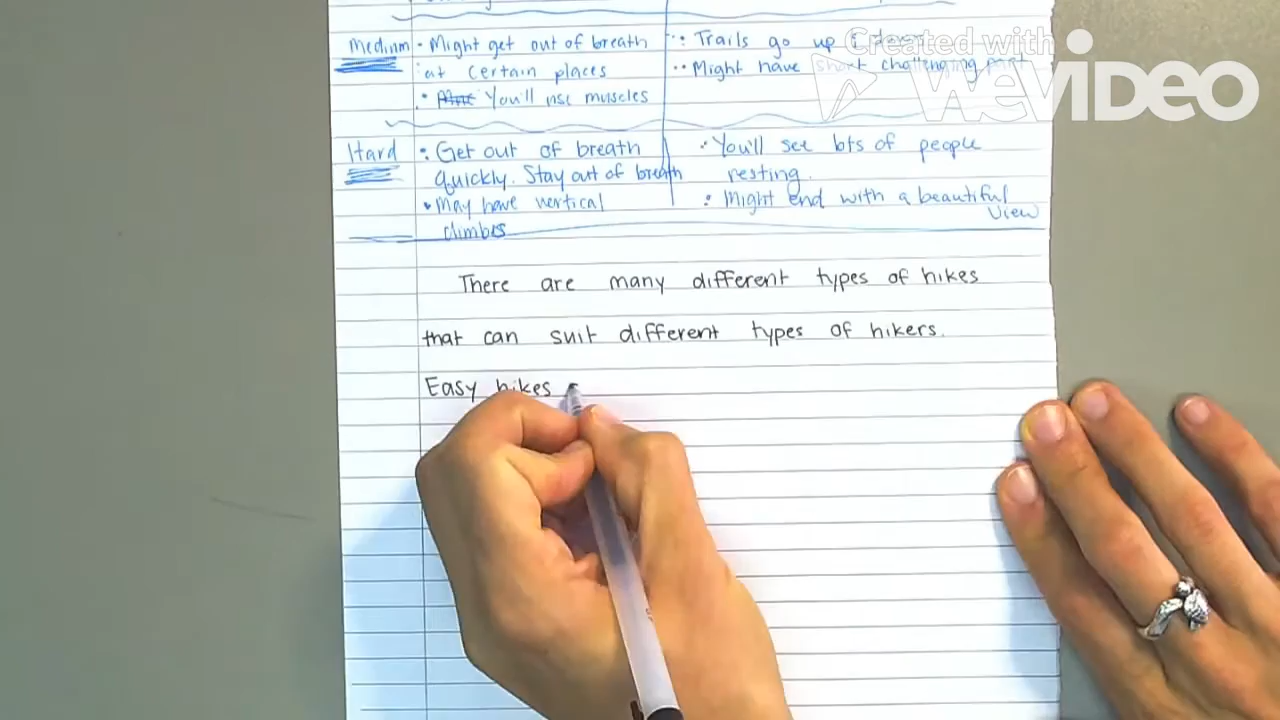 Medium • Might get out of breath
at certain places
• You'll use muscles
• Trails go up &
• Might have short challenging part
Hard • Get out of breath
quickly. Stay out of breath
• May have vertical
climbs
• You'll see lots of people
resting.
• Might end with a beautiful
view
There are many different types of hikes
that can suit different types of hikers.
Easy hikes
Created with
WEVIDEO